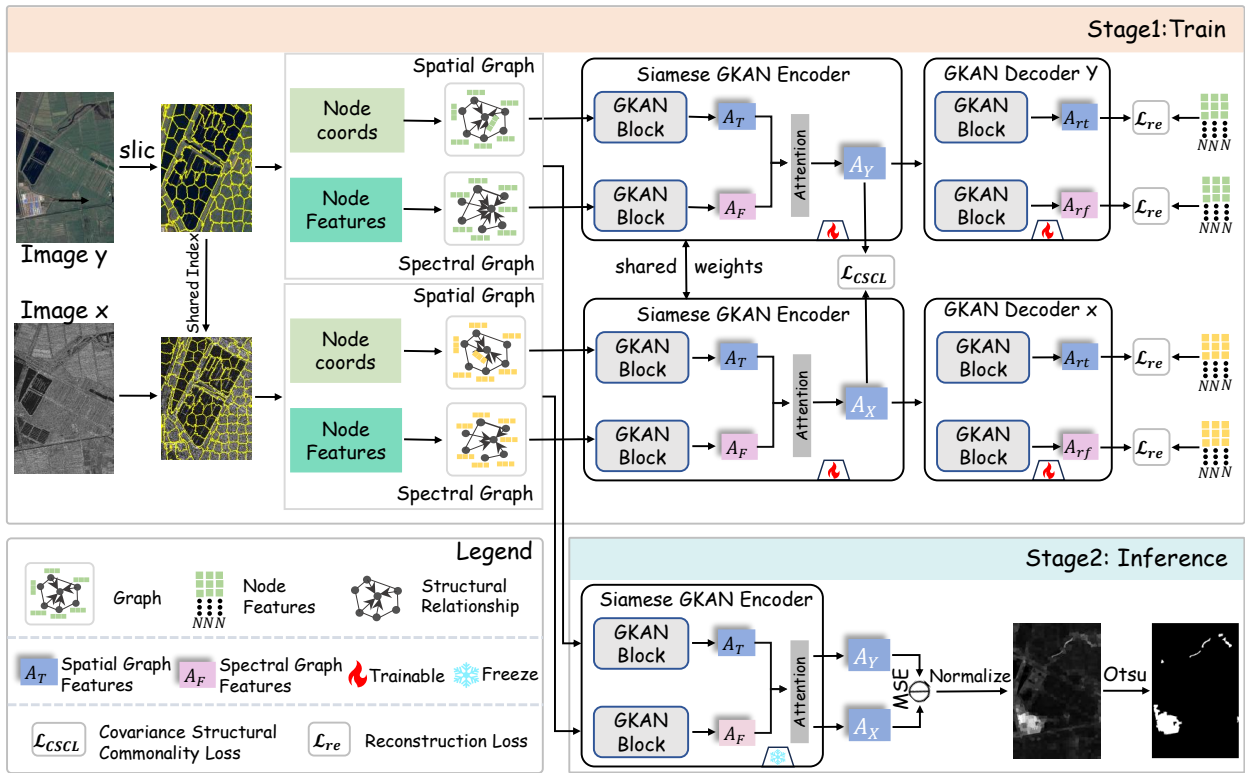 Stage1:Train
Spatial Graph
Siamese GKAN Encoder
GKAN Decoder Y
Node
coords
GKAN
Block
A_T
GKAN
Block
A_rt
L_re
NNN
slic
Attention
A_Y
Node
Features
GKAN
Block
A_F
GKAN
Block
A_rf
L_re
NNN
Image y
Spectral Graph
Shared Index
shared weights
L_CSCL
Image x
Spatial Graph
Siamese GKAN Encoder
GKAN Decoder x
Node
coords
GKAN
Block
A_T
GKAN
Block
A_rt
L_re
NNN
Attention
A_X
Node
Features
GKAN
Block
A_F
GKAN
Block
A_rf
L_re
NNN
Spectral Graph
Legend
Graph
NNN
Node
Features
Structural
Relationship
A_T
Spatial Graph
Features
A_F
Spectral Graph
Features
Trainable
Freeze
L_CSCL
Covariance Structural
Commonality Loss
L_re
Reconstruction Loss
Stage2: Inference
Siamese GKAN Encoder
GKAN
Block
A_T
GKAN
Block
A_F
Attention
A_Y
A_X
MSE
Normalize
Otsu